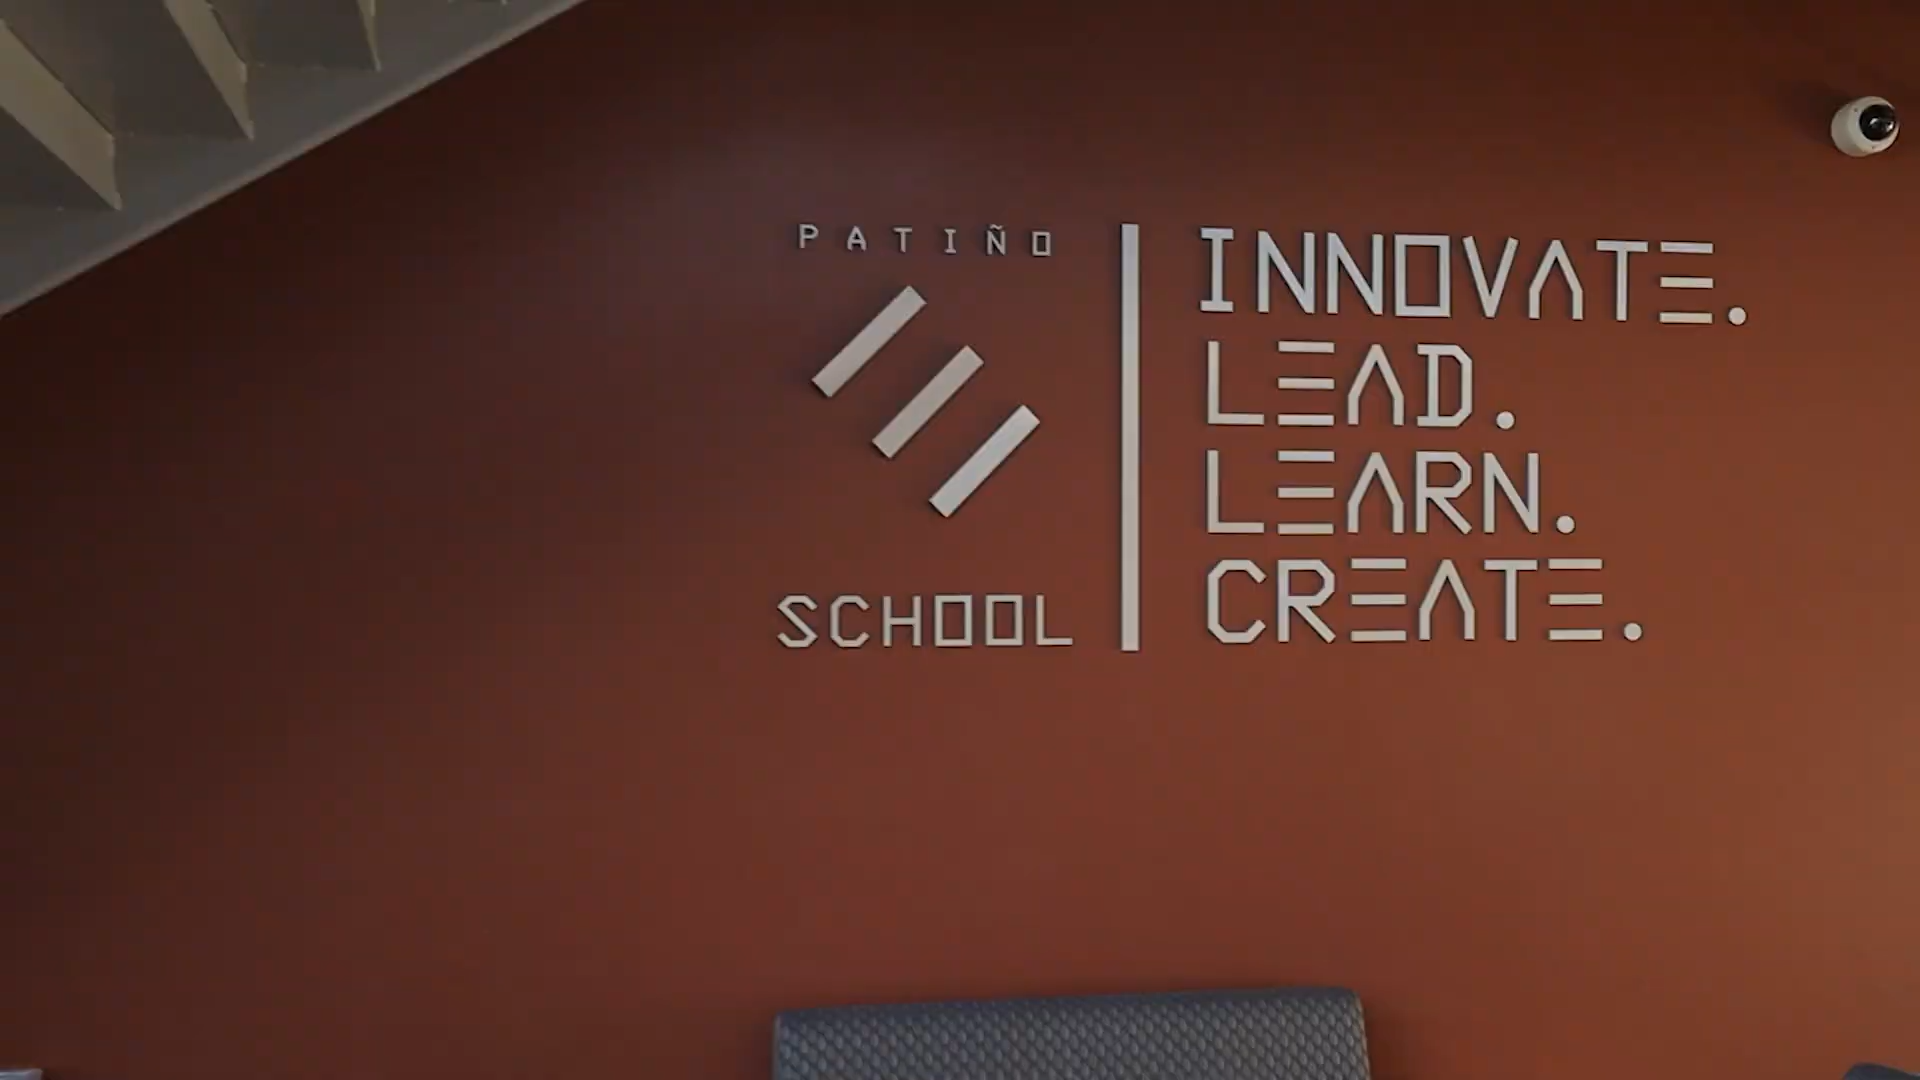 PATIÑO
SCHOOL
INNOVATE.
LEAD.
LEARN.
CREATE.